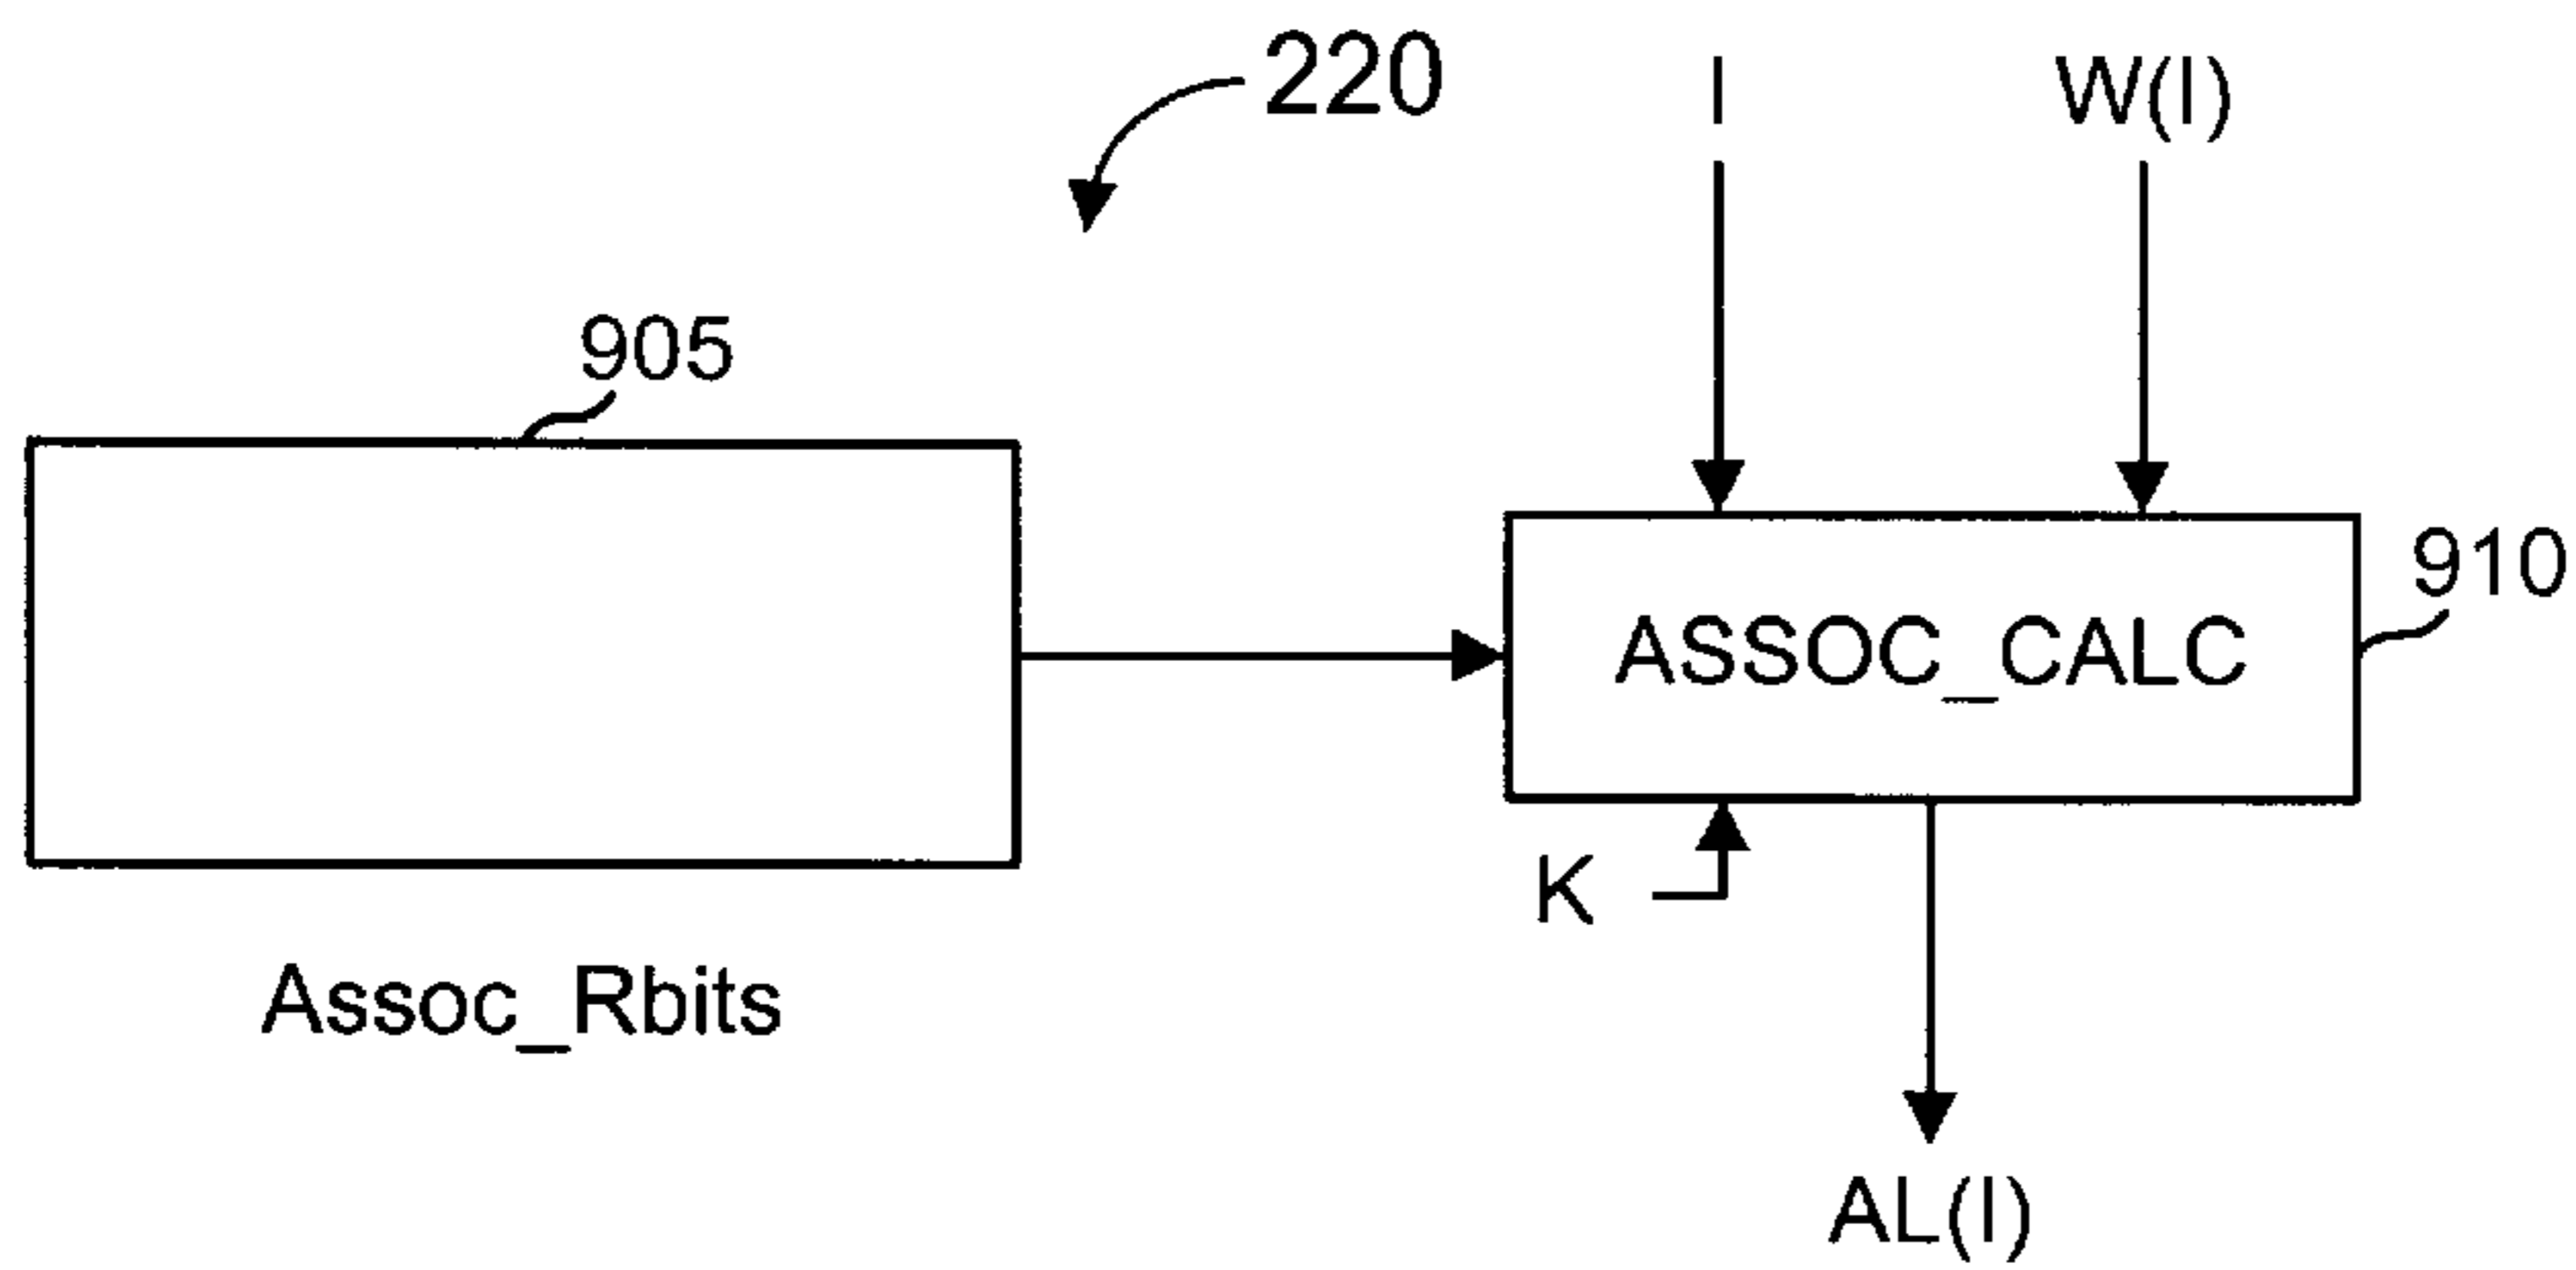 220
I
W(I)
905
910
ASSOC_CALC
K
Assoc_Rbits
AL(I)